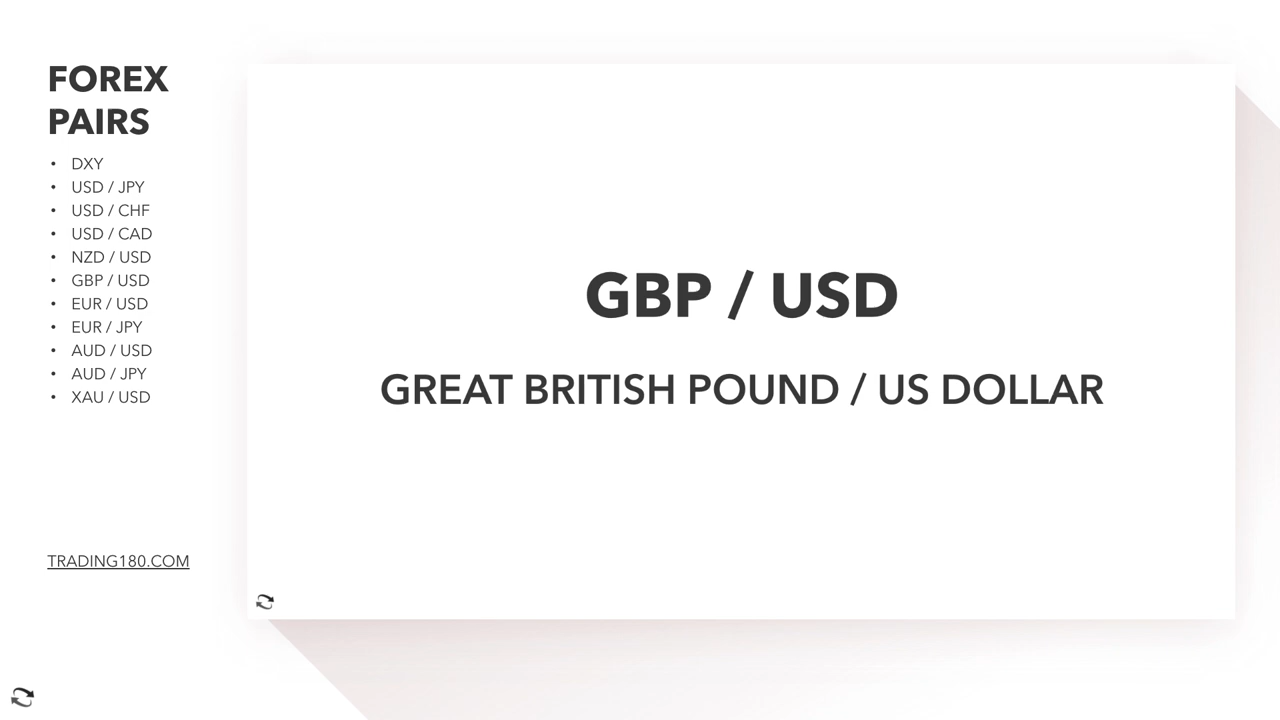 FOREX
PAIRS
• DXY
• USD / JPY
• USD / CHF
• USD / CAD
• NZD / USD
• GBP / USD
• EUR / USD
• EUR / JPY
• AUD / USD
• AUD / JPY
• XAU / USD
TRADING180.COM
GBP / USD
GREAT BRITISH POUND / US DOLLAR